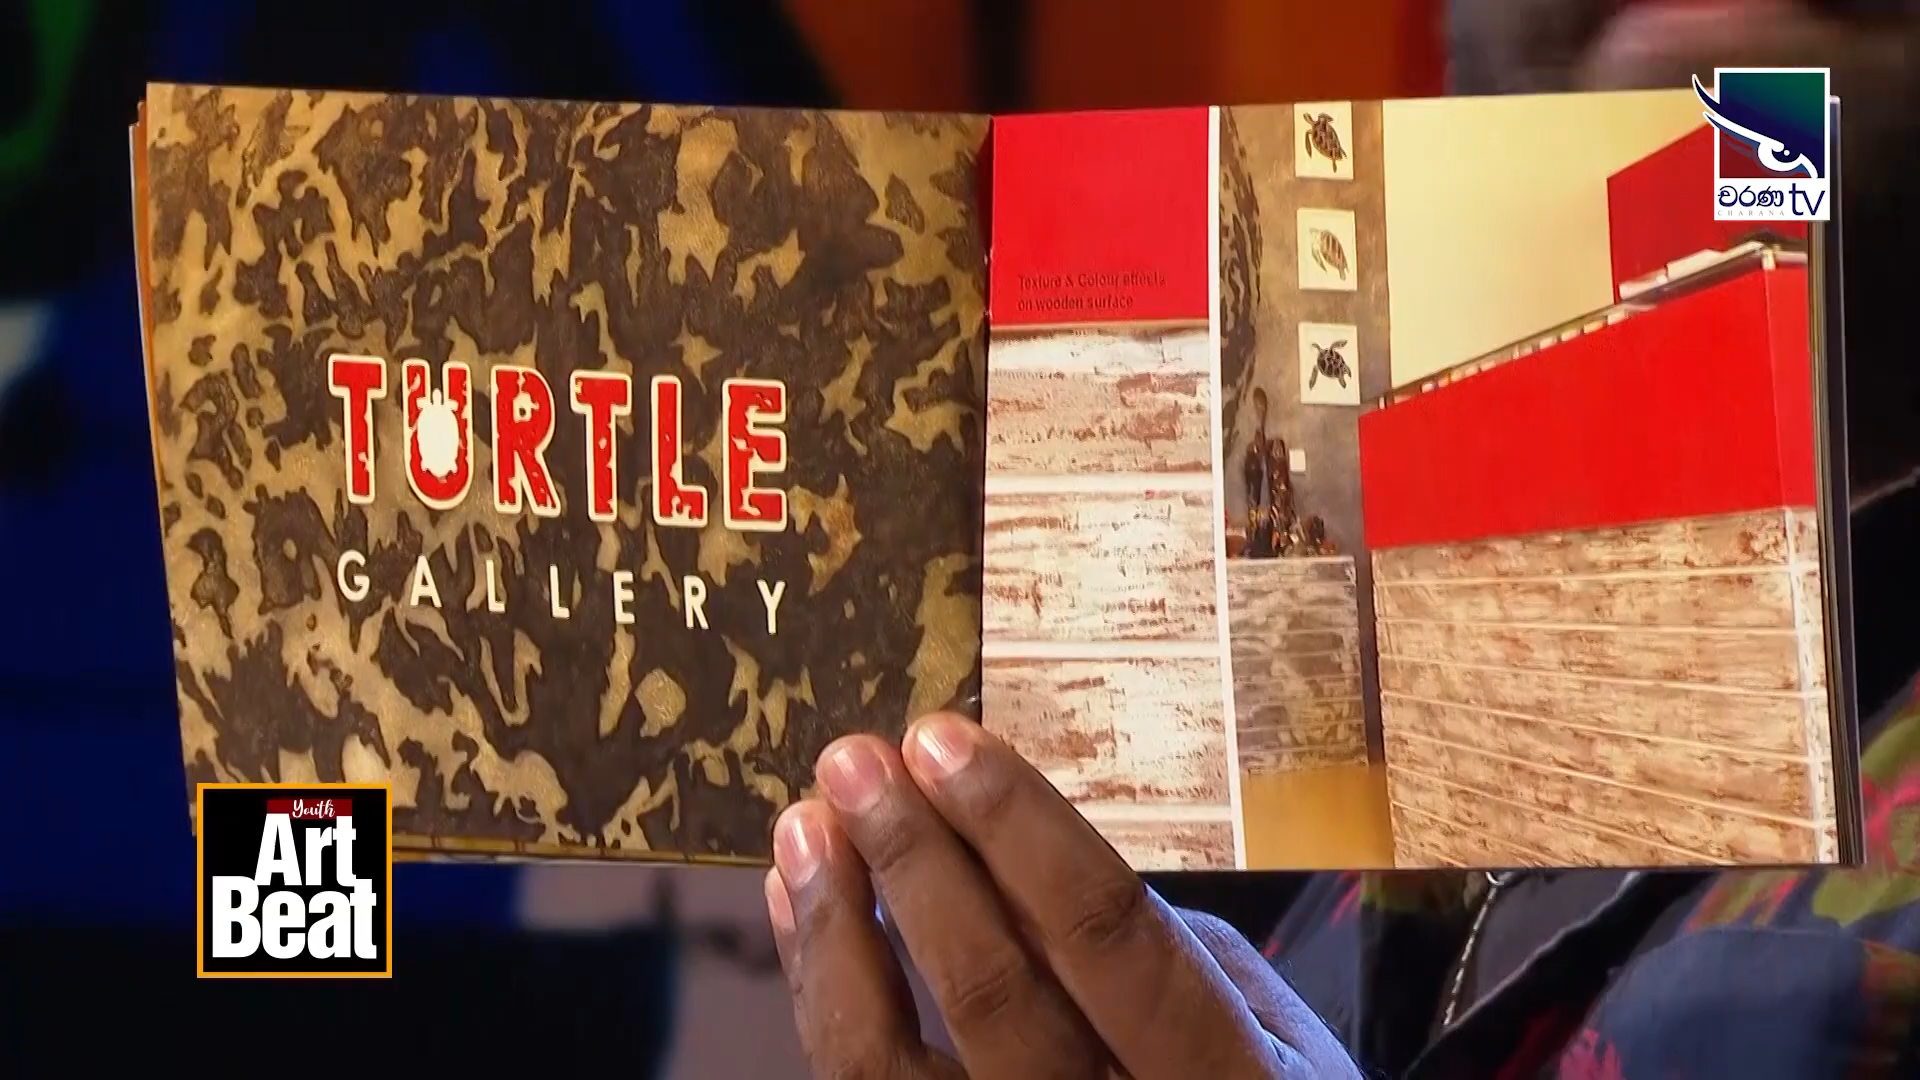 TURTLE
GALLERY
Texture & Colour effects
on wooden surface
චරණ tv
CHARANA
Youth
Art
Beat